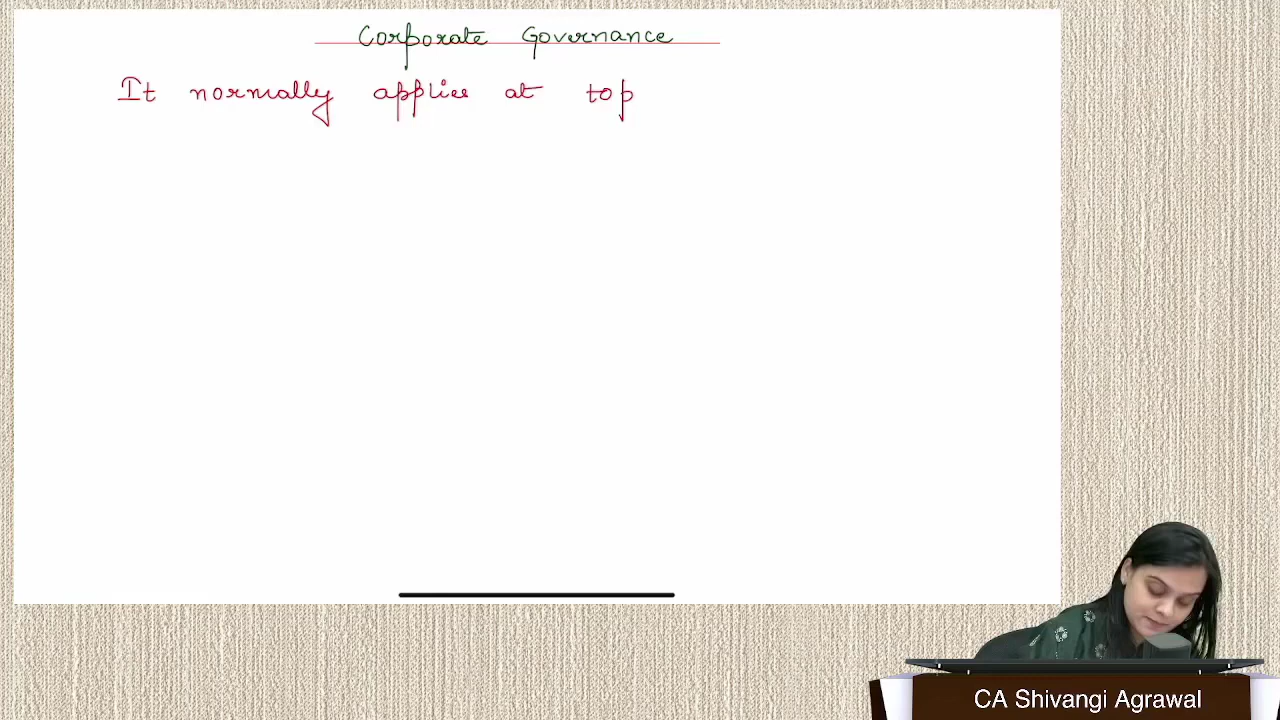 Corporate Governance
It normally applies at top
CA Shivangi Agrawal